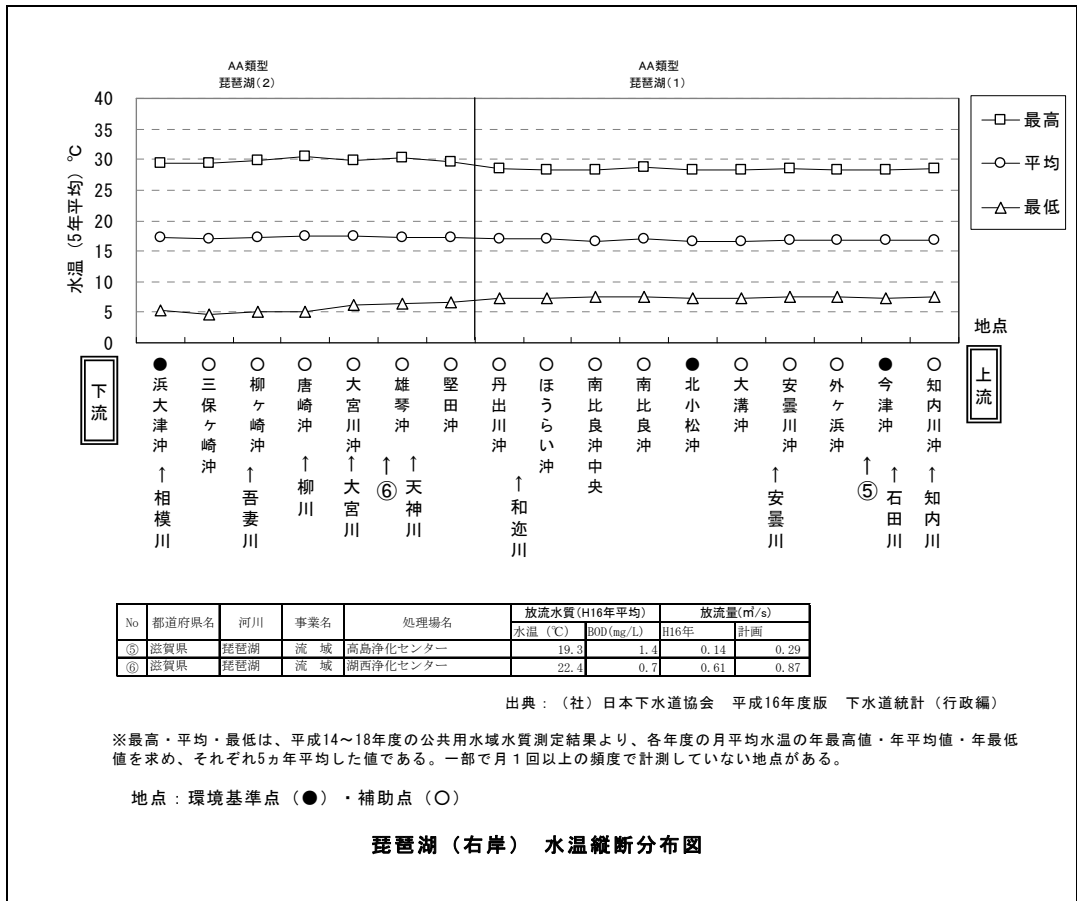 AA類型
琵琶湖(2)
AA類型
琵琶湖(1)
水温 (5年平均) ℃
40
35
30
25
20
15
10
5
0
最高
平均
最低
地点
下流
上流
●浜大津沖
○三保ヶ崎沖
○柳ヶ崎沖
○唐崎沖
○大宮川沖
○雄琴沖
○堅田沖
○丹出川沖
○ほうらい沖
○南比良沖中央
○南比良沖
●北小松沖
○大溝沖
○安曇川沖
○外ヶ浜沖
●今津沖
○知内川沖
↑相模川
↑吾妻川
↑柳川
↑大宮川
↑⑥
↑天神川
↑和迩川
↑安曇川
↑⑤
↑石田川
↑知内川
No 都道府県名 河川 事業名 処理場名 放流水質(H16年平均) 放流量(㎥/s)
水温 (℃) BOD(mg/L) H16年 計画
⑤ 滋賀県 琵琶湖 流 域 高島浄化センター 19.3 1.4 0.14 0.29
⑥ 滋賀県 琵琶湖 流 域 湖西浄化センター 22.4 0.7 0.61 0.87
出典：（社）日本下水道協会 平成16年度版 下水道統計（行政編）
※最高・平均・最低は、平成14～18年度の公共用水域水質測定結果より、各年度の月平均水温の年最高値・年平均値・年最低
値を求め、それぞれ5ヵ年平均した値である。一部で月１回以上の頻度で計測していない地点がある。
地点：環境基準点（●）・補助点（○）
琵琶湖（右岸） 水温縦断分布図